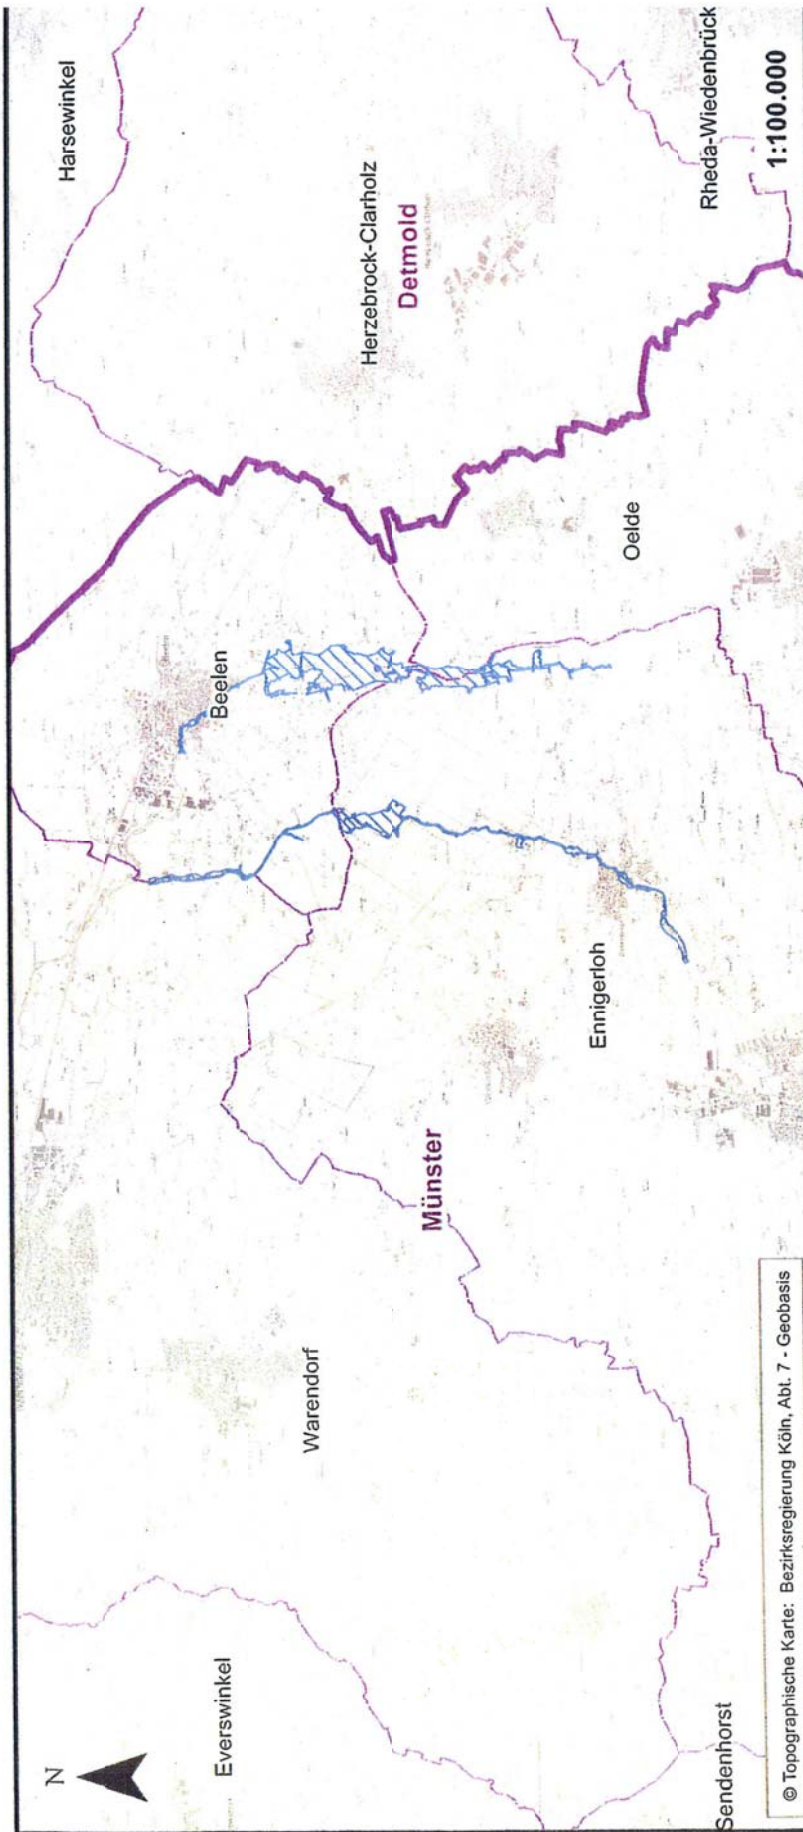 N
Harsewinkel
Everswinkel
Beelen
Warendorf
Herzebrock-Clarholz
Detmold
Münster
Ennigerloh
Oelde
Rheda-Wiedenbrück
Sendenhorst
1:100.000
© Topographische Karte: Bezirksregierung Köln, Abt. 7 - Geobasis